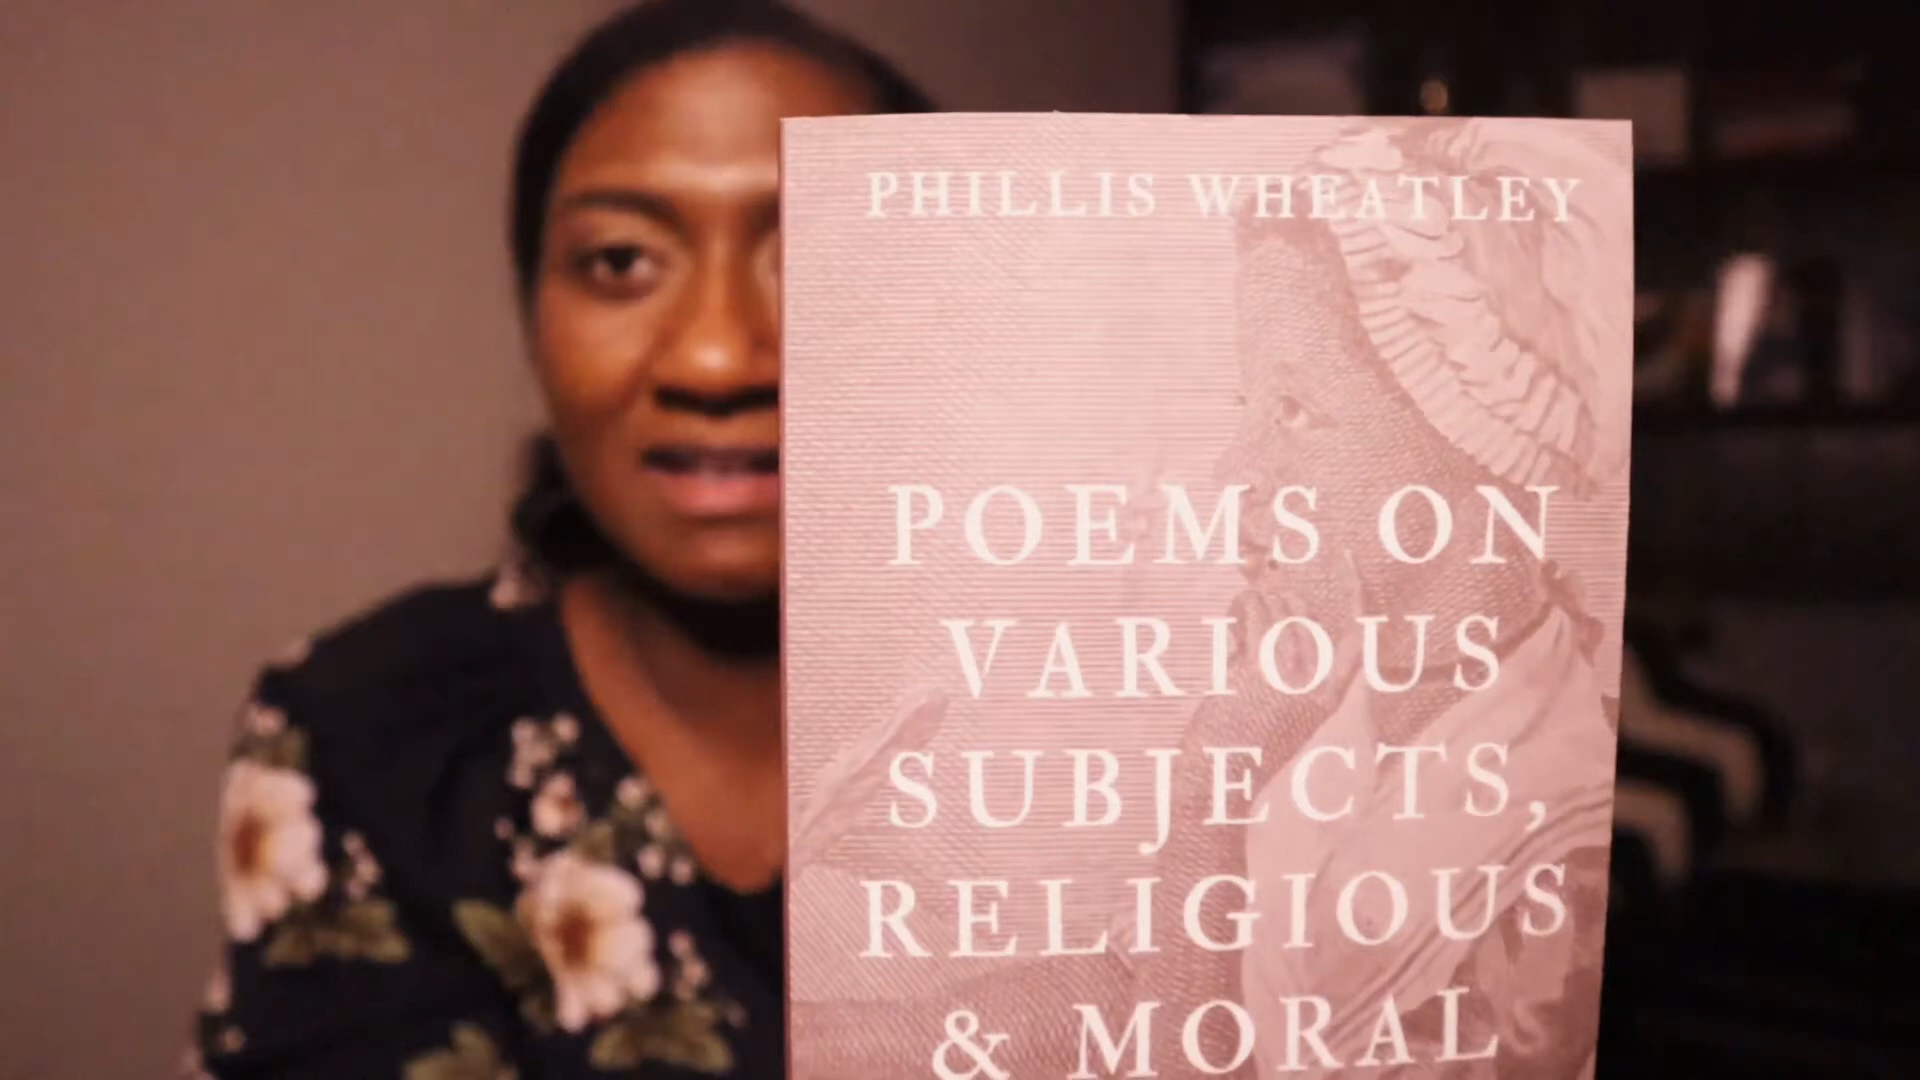 PHILLIS WHEATLEY
POEMS ON
VARIOUS
SUBJECTS,
RELIGIOUS
& MORAL